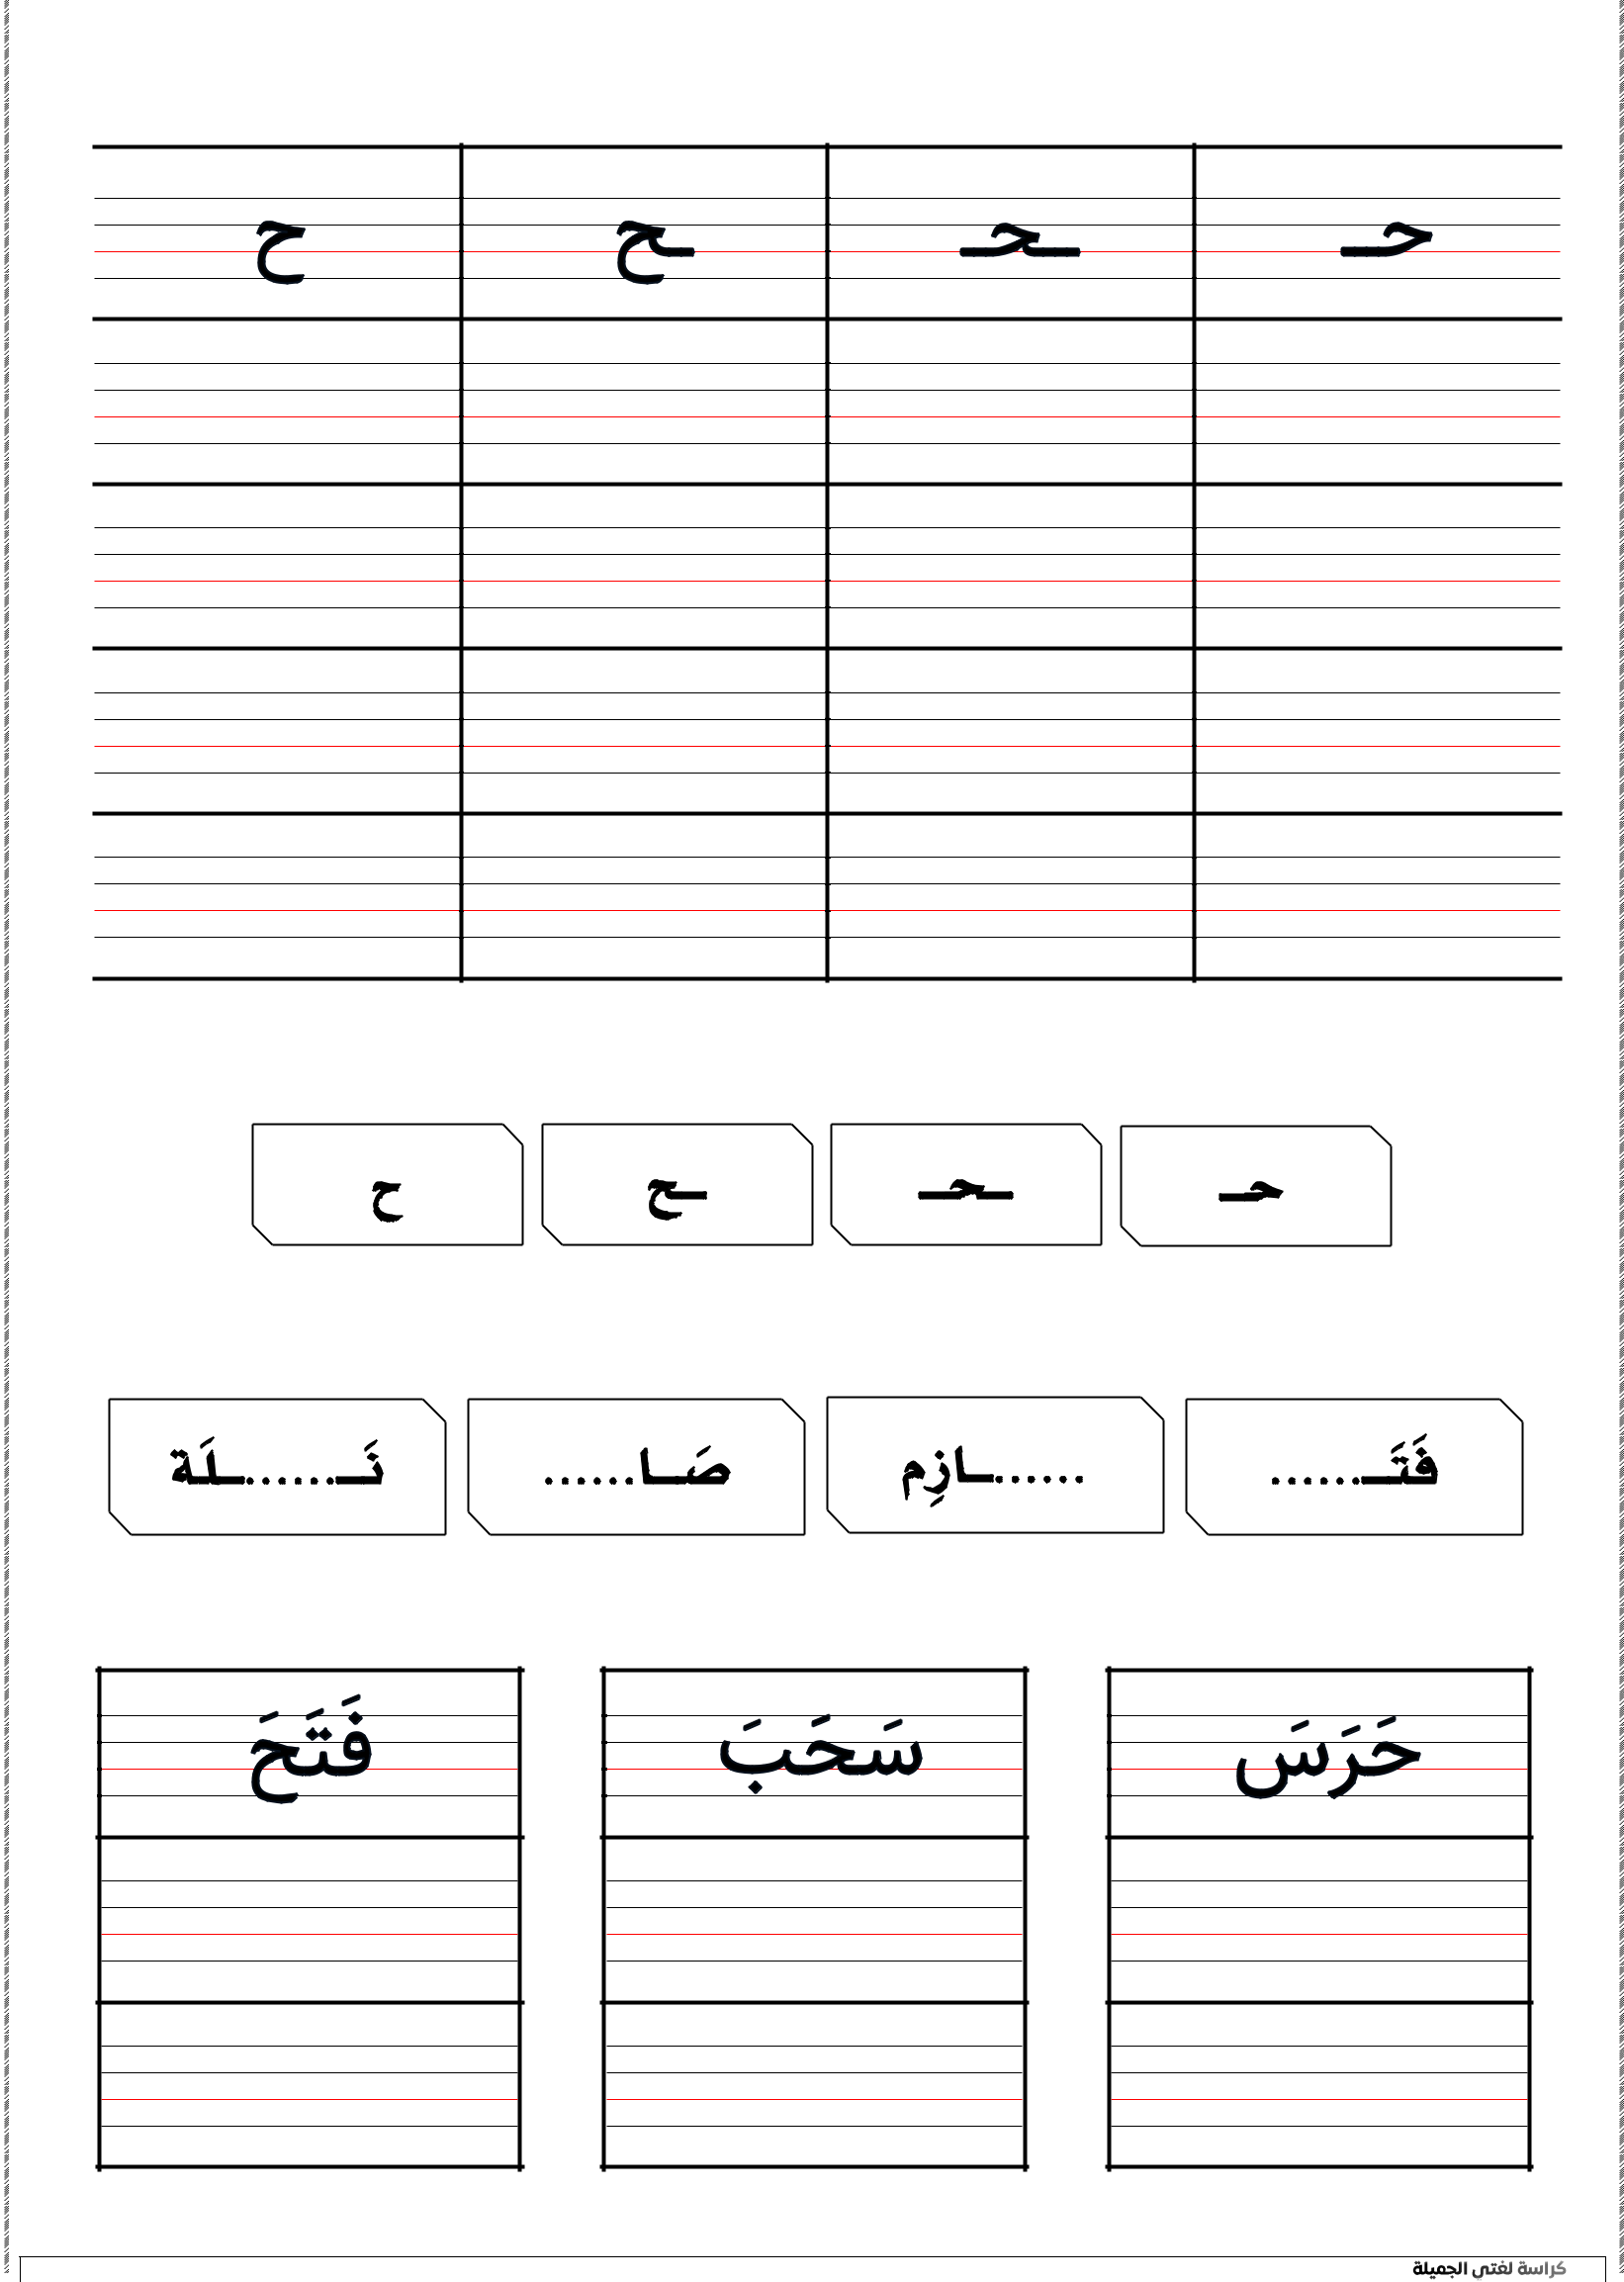 حـ ـحـ ـح ح
حـ ـحـ ـح ح
فَتَـ...... ......ـازِم صَـا...... نَـ......ـلَة
حَرَسَ سَحَبَ فَتَحَ
كراسة لغتي الجميلة